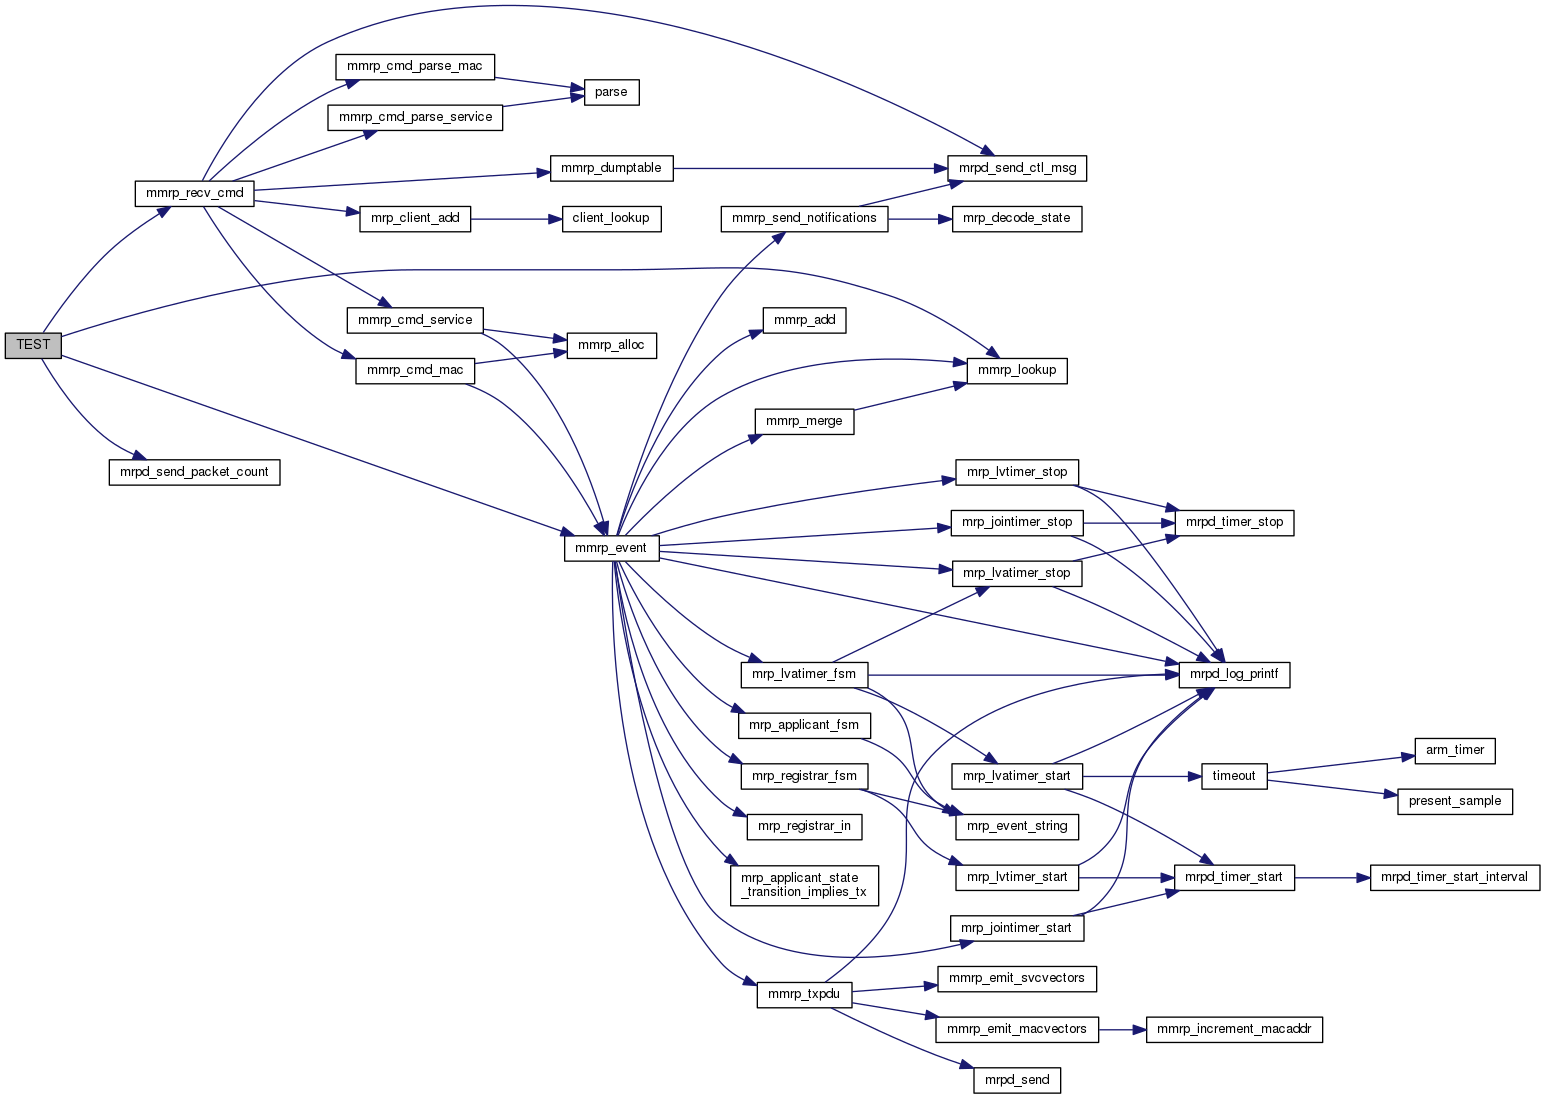 TEST
mmrp_recv_cmd
mrpd_send_packet_count
mmrp_cmd_parse_mac
mmrp_cmd_parse_service
mrp_client_add
mmrp_cmd_service
mmrp_cmd_mac
parse
mmrp_dumptable
client_lookup
mmrp_alloc
mmrp_event
mmrp_send_notifications
mmrp_add
mmrp_merge
mrp_lvatimer_fsm
mrp_applicant_fsm
mrp_registrar_fsm
mrp_registrar_in
mrp_applicant_state
_transition_implies_tx
mmrp_txpdu
mrpd_send_ctl_msg
mrp_decode_state
mmrp_lookup
mrp_lvtimer_stop
mrp_jointimer_stop
mrp_lvatimer_stop
mrp_lvatimer_start
mrp_event_string
mrp_lvtimer_start
mrp_jointimer_start
mmrp_emit_svcvectors
mmrp_emit_macvectors
mrpd_send
mrpd_timer_stop
mrpd_log_printf
timeout
mrpd_timer_start
mmrp_increment_macaddr
arm_timer
present_sample
mrpd_timer_start_interval